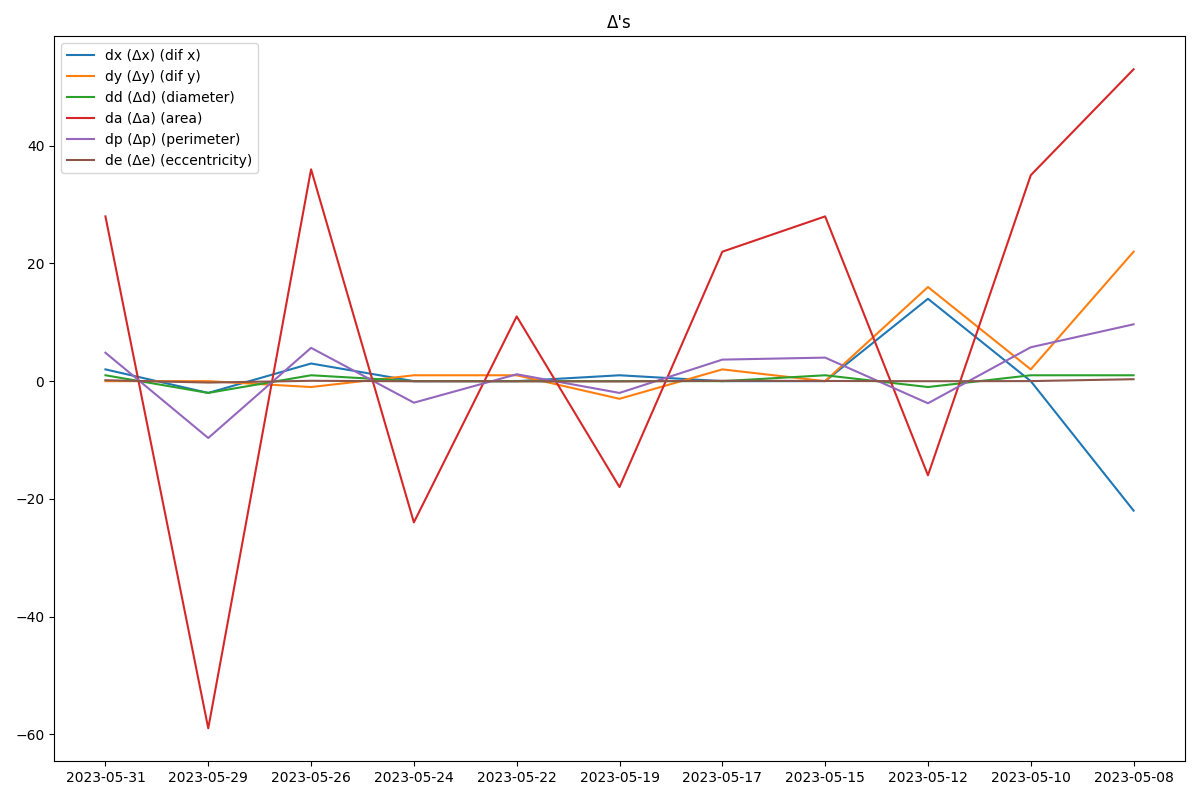 Δ's
dx (Δx) (dif x)
dy (Δy) (dif y)
dd (Δd) (diameter)
da (Δa) (area)
dp (Δp) (perimeter)
de (Δe) (eccentricity)
40
20
0
−20
−40
−60
2023-05-31 2023-05-29 2023-05-26 2023-05-24 2023-05-22 2023-05-19 2023-05-17 2023-05-15 2023-05-12 2023-05-10 2023-05-08